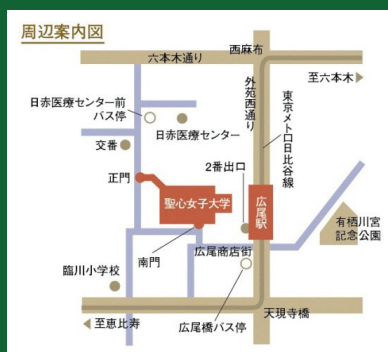 周辺案内図
西麻布
六本木通り
至六本木
外苑西通り
東京メトロ日比谷線
日赤医療センター前
バス停
日赤医療センター
交番
2番出口
正門
聖心女子大学
広尾駅
有栖川宮
記念公園
南門
広尾商店街
臨川小学校
至恵比寿
広尾橋バス停
天現寺橋